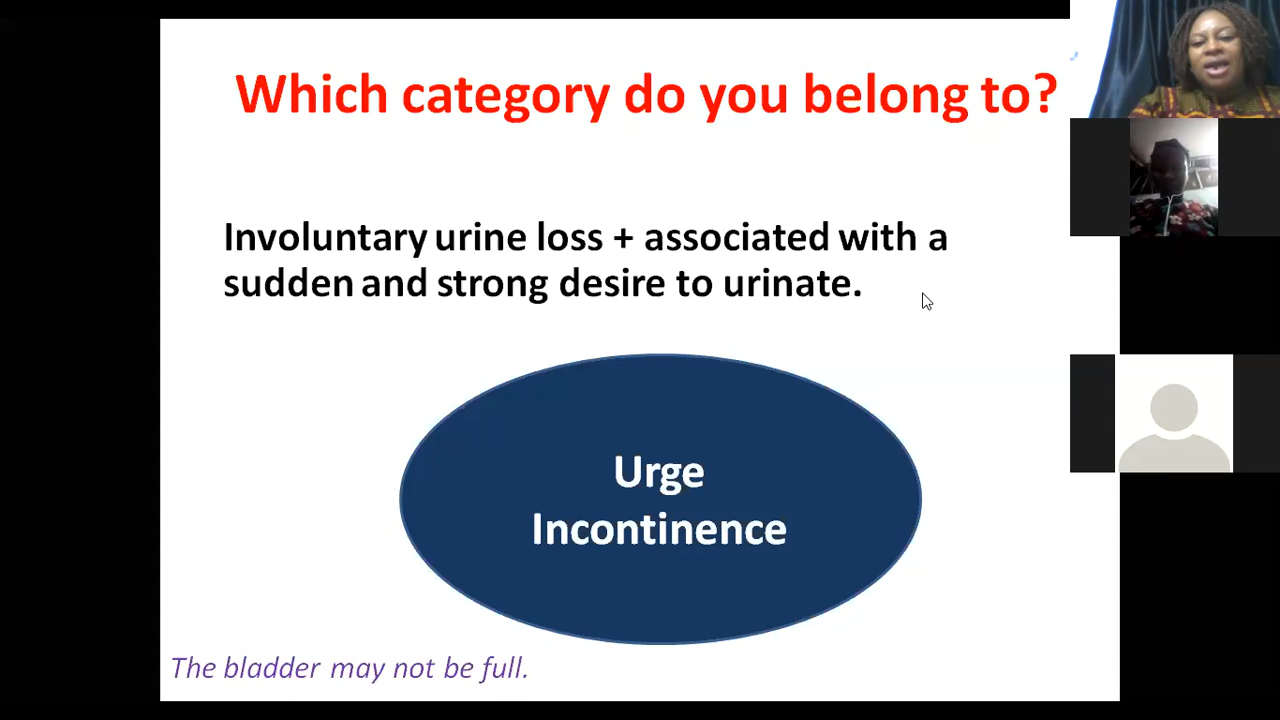 Which category do you belong to?
Involuntary urine loss + associated with a
sudden and strong desire to urinate.
Urge
Incontinence
The bladder may not be full.